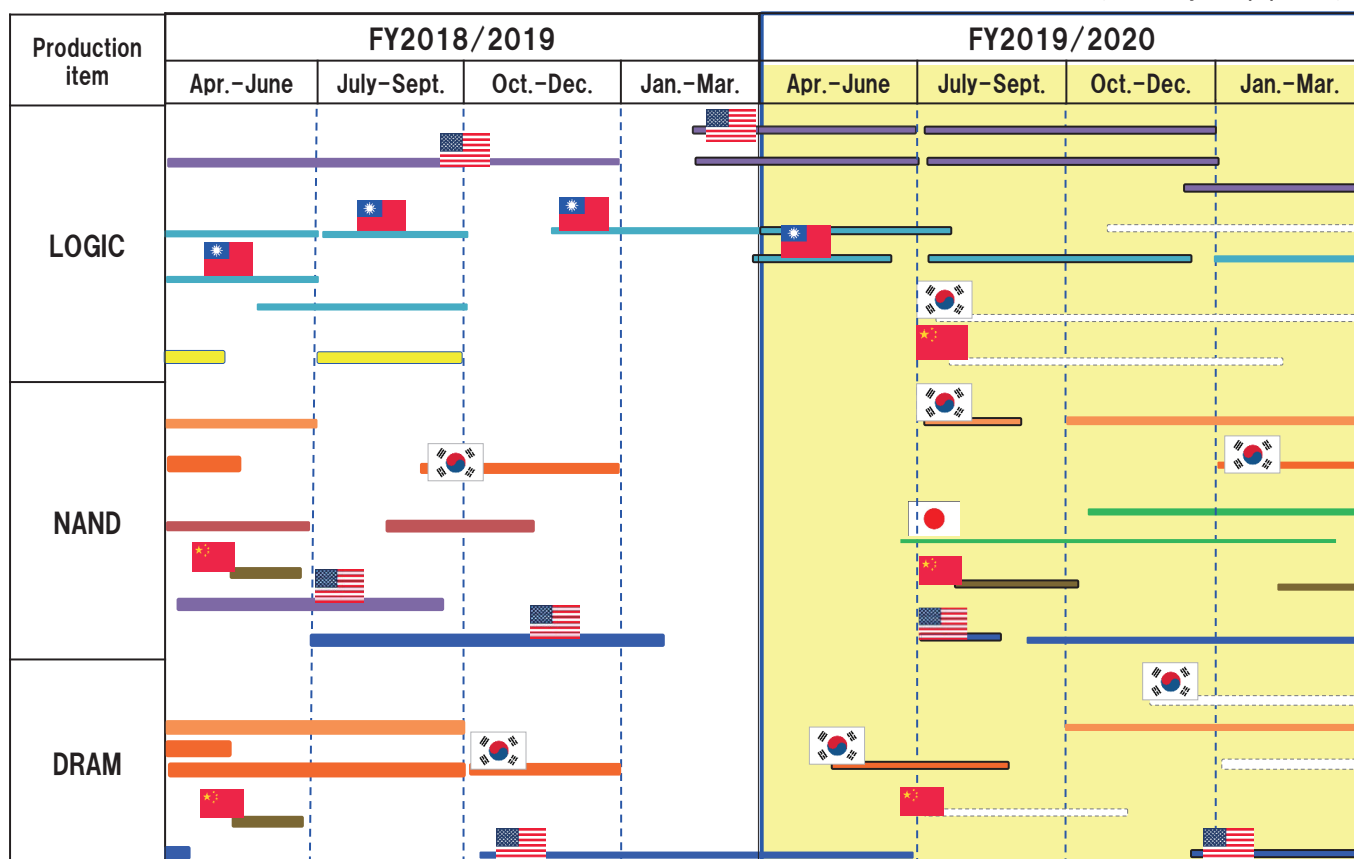 Production
item
FY2018/2019
FY2019/2020
Apr.-June
July-Sept.
Oct.-Dec.
Jan.-Mar.
Apr.-June
July-Sept.
Oct.-Dec.
Jan.-Mar.
LOGIC
NAND
DRAM